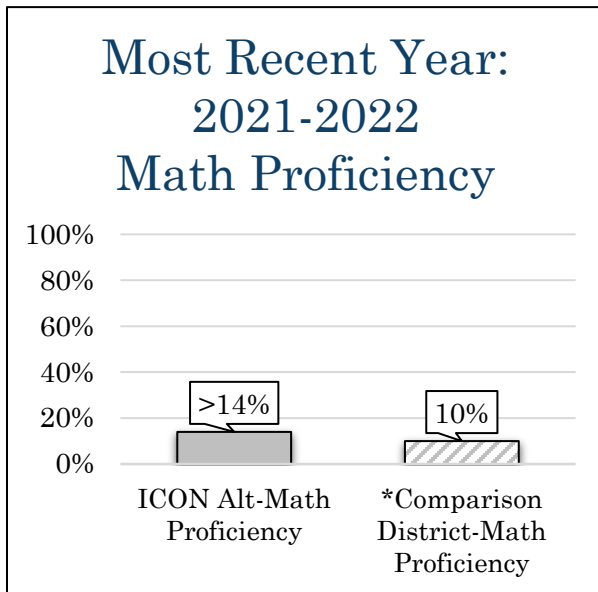 Most Recent Year:
2021-2022
Math Proficiency
100%
80%
60%
40%
20%
0%
>14%
10%
ICON Alt-Math
Proficiency
*Comparison
District-Math
Proficiency